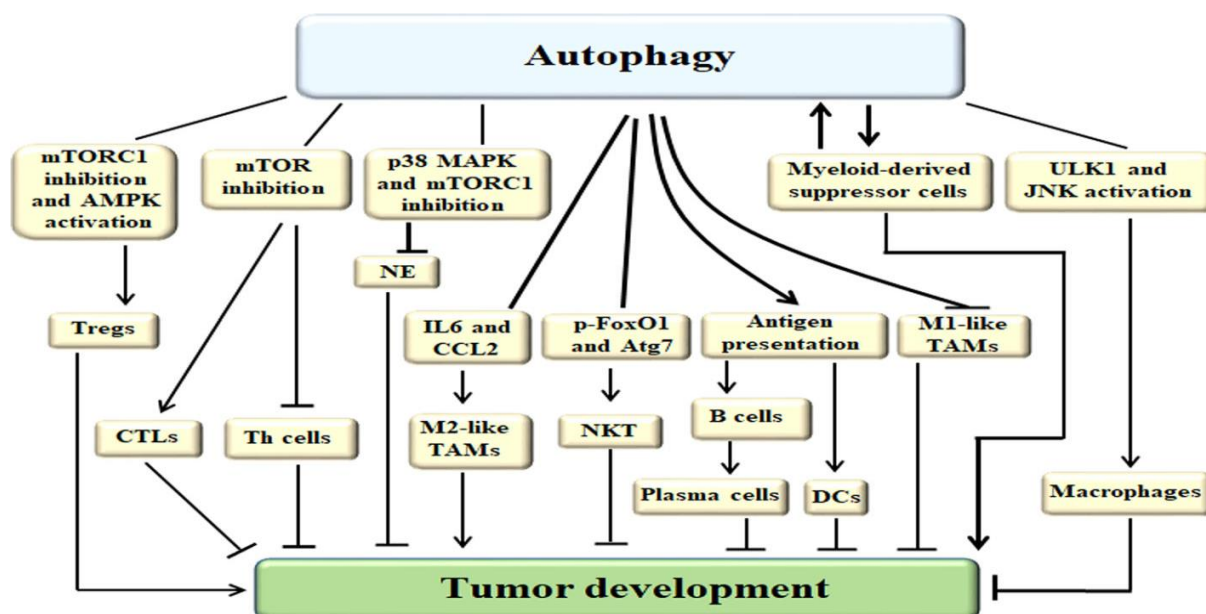 Autophagy
mTORC1
inhibition
and AMPK
activation
mTOR
inhibition
p38 MAPK
and mTORC1
inhibition
Myeloid-derived
suppressor cells
ULK1 and
JNK activation
NE
Tregs
IL6 and
CCL2
p-FoxO1
and Atg7
Antigen
presentation
M1-like
TAMs
CTLs
Th cells
M2-like
TAMs
NKT
B cells
Plasma cells
DCs
Macrophages
Tumor development